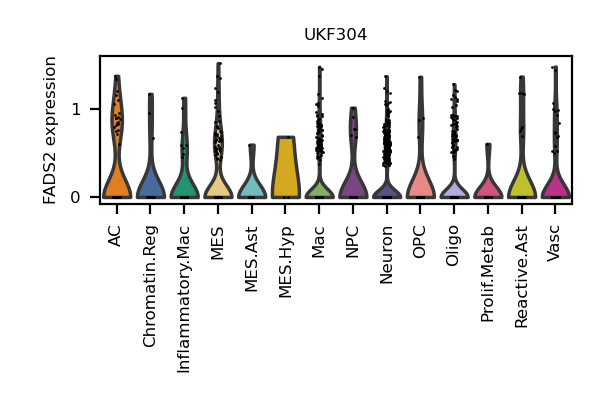 UKF304
FADS2 expression
1
0
AC
Chromatin.Reg
Inflammatory.Mac
MES
MES.Ast
MES.Hyp
Mac
NPC
Neuron
OPC
Oligo
Prolif.Metab
Reactive.Ast
Vasc